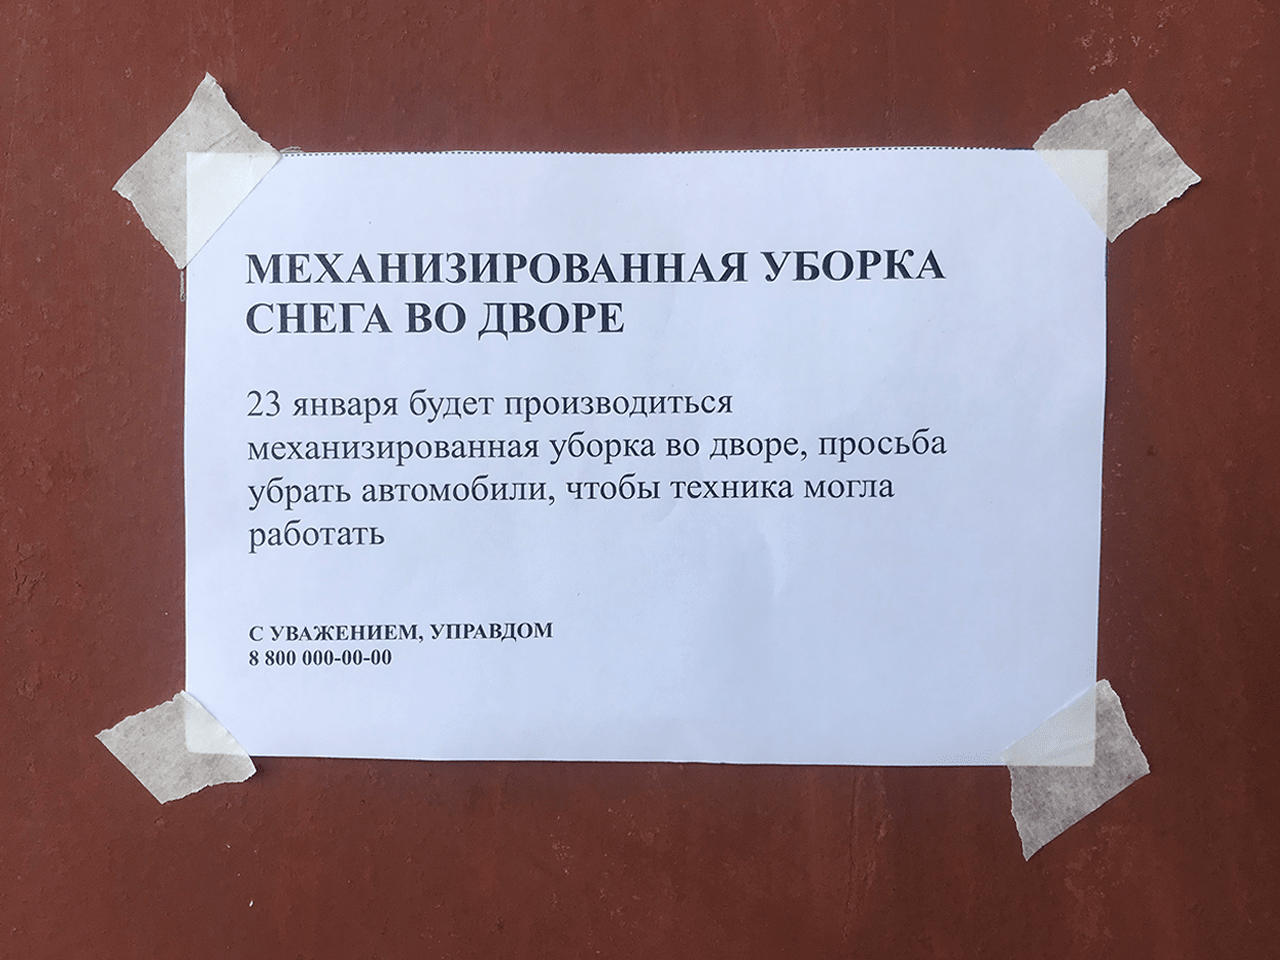 МЕХАНИЗИРОВАННАЯ УБОРКА
СНЕГА ВО ДВОРЕ
23 января будет производиться
механизированная уборка во дворе, просьба
убрать автомобили, чтобы техника могла
работать
С УВАЖЕНИЕМ, УПРАВДОМ
8 800 000-00-00